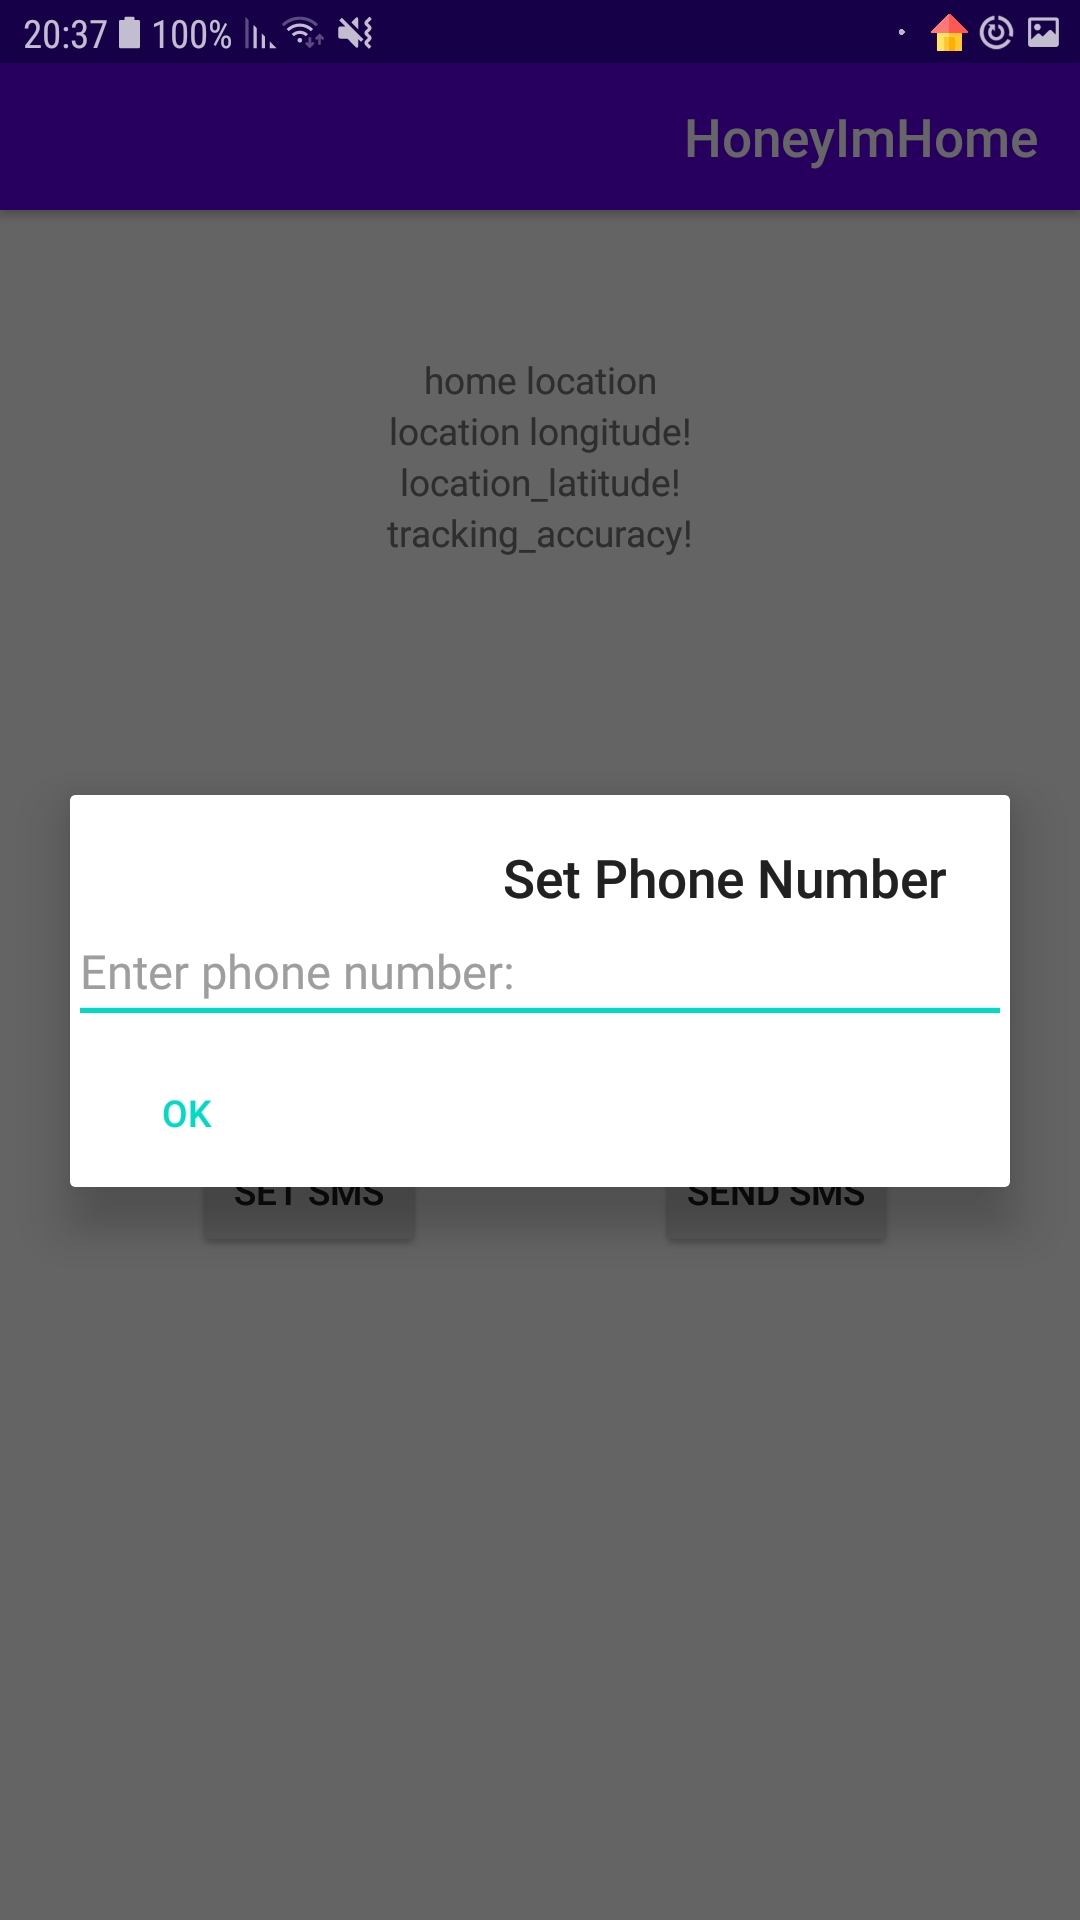 20:37 100%
HoneyImHome
home location
location longitude!
location_latitude!
tracking_accuracy!
Set Phone Number
Enter phone number:
OK
SET SMS SEND SMS